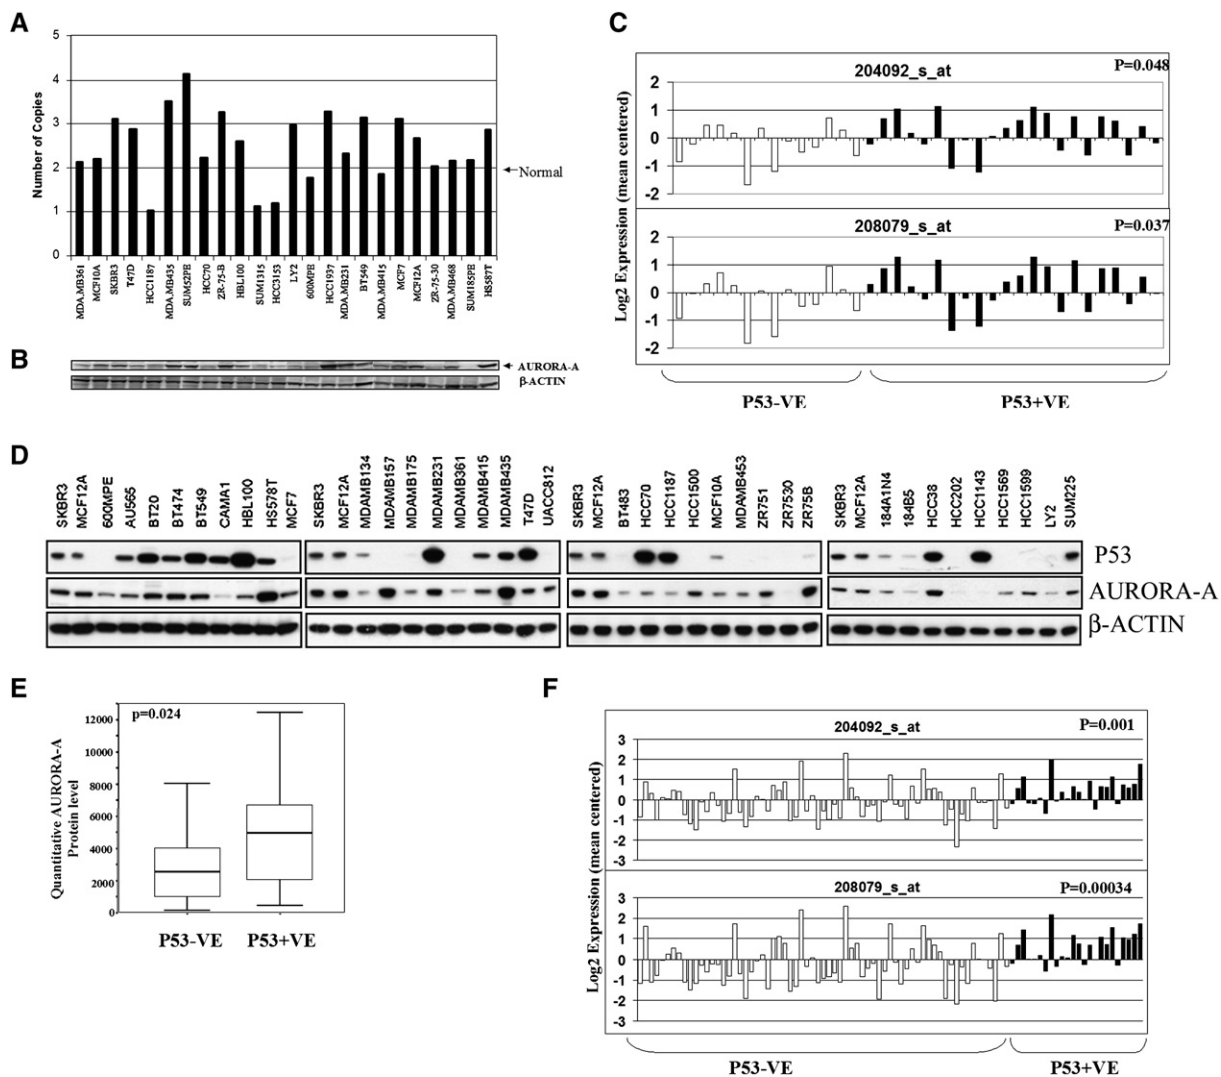 A
5
4
3
2
1
0
Number of Copies
Normal
MDA.MB361
MCF10A
SKBR3
T47D
HCC1187
MDA.MB435
SUM52PE
HCC70
ZR-75-B
HBL100
SUM1315
HCC3153
LY2
600MPE
HCC1937
MDA.MB231
BT549
MDA.MB415
MCF7
MCF12A
ZR-75-30
MDA.MB468
SUM185PE
HS587T
B
AURORA-A
β-ACTIN
C
204092_s_at
P=0.048
2
1
0
-1
-2
208079_s_at
P=0.037
2
1
0
-1
-2
Log2 Expression (mean centered)
P53-VE
P53+VE
D
SKBR3
MCF12A
600MPE
AU565
BT20
BT474
BT549
CAMA1
HBL100
HS578T
MCF7
SKBR3
MCF12A
MDAMB134
MDAMB157
MDAMB175
MDAMB231
MDAMB361
MDAMB415
MDAMB435
T47D
UACC812
SKBR3
MCF12A
BT483
HCC70
HCC1187
HCC1500
MCF10A
MDAMB453
ZR751
ZR7530
ZR75B
SKBR3
MCF12A
184A1N4
184B5
HCC38
HCC202
HCC1143
HCC1569
HCC1599
LY2
SUM225
P53
AURORA-A
β-ACTIN
E
p=0.024
12000
10000
8000
6000
4000
2000
0
Quantitative AURORA-A
Protein level
P53-VE
P53+VE
F
204092_s_at
P=0.001
3
2
1
0
-1
-2
-3
208079_s_at
P=0.00034
3
2
1
0
-1
-2
-3
Log2 Expression (mean centered)
P53-VE
P53+VE